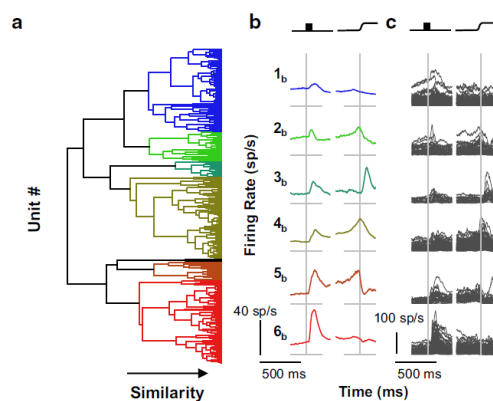 a
b
c
Unit #
Similarity
Firing Rate (sp/s)
1b
2b
3b
4b
5b
6b
40 sp/s
100 sp/s
500 ms
500 ms
Time (ms)